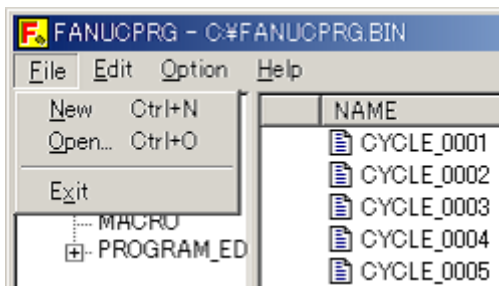 FANUCPRG - C:¥FANUCPRG.BIN
File Edit Option Help
New Ctrl+N
Open... Ctrl+O
Exit
MACRO
PROGRAM_ED
NAME
CYCLE_0001
CYCLE_0002
CYCLE_0003
CYCLE_0004
CYCLE_0005